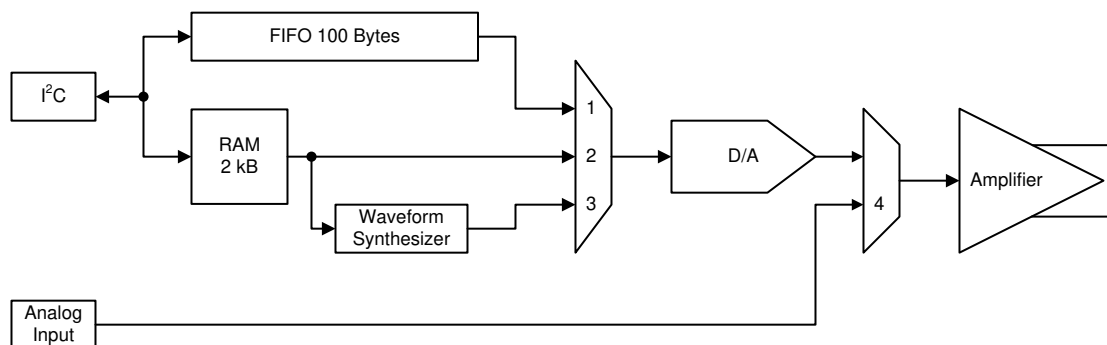 FIFO 100 Bytes
I²C
RAM
2 kB
Waveform
Synthesizer
1
2
3
D/A
4
Amplifier
Analog
Input